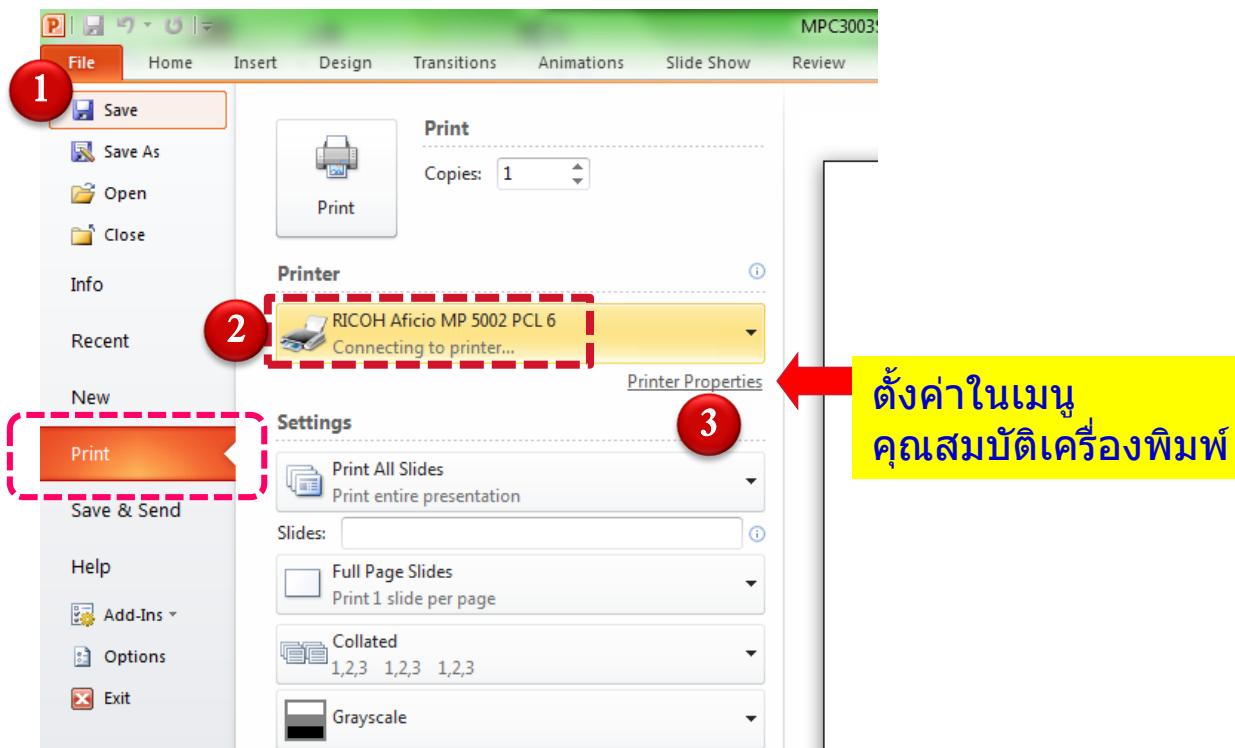 MPC3003S
File Home Insert Design Transitions Animations Slide Show Review
1
Save
Save As
Open
Close
Info
Recent
New
Print
Save & Send
Help
Add-Ins
Options
Exit
Print
Print
Copies: 1
Printer
2
RICOH Aficio MP 5002 PCL 6
Connecting to printer...
Printer Properties
3
Settings
Print All Slides
Print entire presentation
Slides:
Full Page Slides
Print 1 slide per page
Collated
1,2,3 1,2,3 1,2,3
Grayscale
ตั้งค่าในเมนู
คุณสมบัติเครื่องพิมพ์